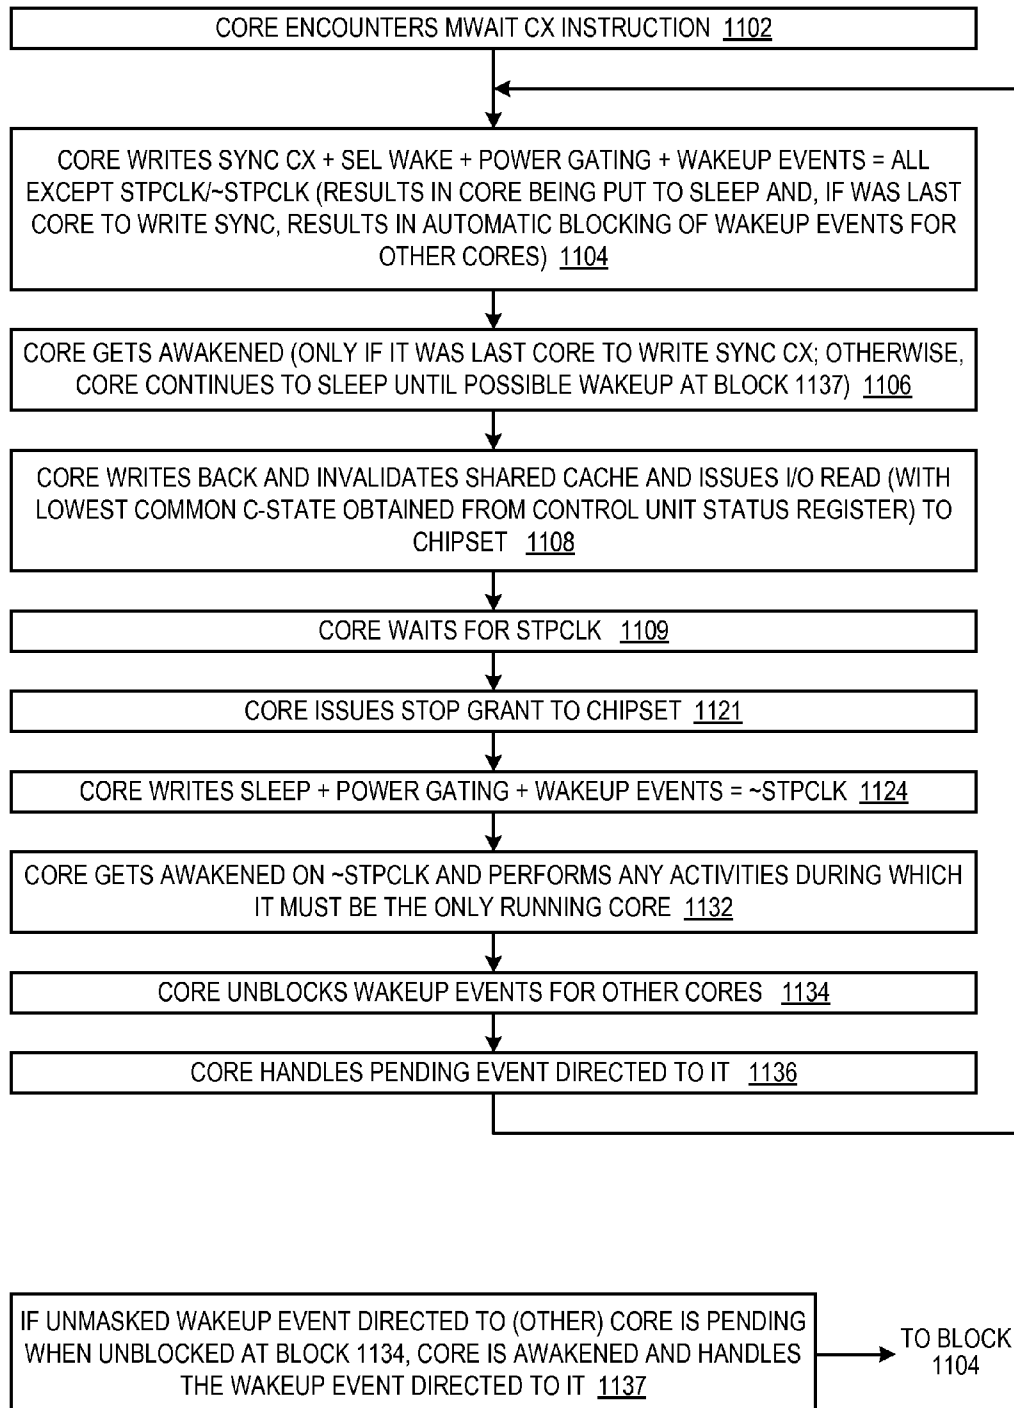 CORE ENCOUNTERS MWAIT CX INSTRUCTION 1102
CORE WRITES SYNC CX + SEL WAKE + POWER GATING + WAKEUP EVENTS = ALL
EXCEPT STPCLK/~STPCLK (RESULTS IN CORE BEING PUT TO SLEEP AND, IF WAS LAST
CORE TO WRITE SYNC, RESULTS IN AUTOMATIC BLOCKING OF WAKEUP EVENTS FOR
OTHER CORES) 1104
CORE GETS AWAKENED (ONLY IF IT WAS LAST CORE TO WRITE SYNC CX; OTHERWISE,
CORE CONTINUES TO SLEEP UNTIL POSSIBLE WAKEUP AT BLOCK 1137) 1106
CORE WRITES BACK AND INVALIDATES SHARED CACHE AND ISSUES I/O READ (WITH
LOWEST COMMON C-STATE OBTAINED FROM CONTROL UNIT STATUS REGISTER) TO
CHIPSET 1108
CORE WAITS FOR STPCLK 1109
CORE ISSUES STOP GRANT TO CHIPSET 1121
CORE WRITES SLEEP + POWER GATING + WAKEUP EVENTS = ~STPCLK 1124
CORE GETS AWAKENED ON ~STPCLK AND PERFORMS ANY ACTIVITIES DURING WHICH
IT MUST BE THE ONLY RUNNING CORE 1132
CORE UNBLOCKS WAKEUP EVENTS FOR OTHER CORES 1134
CORE HANDLES PENDING EVENT DIRECTED TO IT 1136
IF UNMASKED WAKEUP EVENT DIRECTED TO (OTHER) CORE IS PENDING
WHEN UNBLOCKED AT BLOCK 1134, CORE IS AWAKENED AND HANDLES
THE WAKEUP EVENT DIRECTED TO IT 1137
TO BLOCK
1104